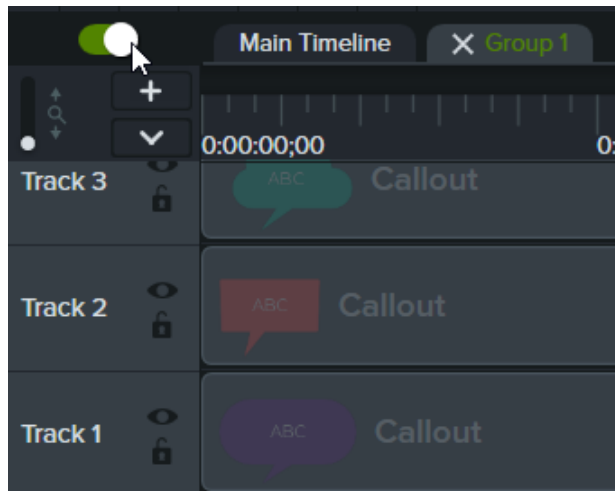 Main Timeline
Group 1
0:00:00;00
0:
Track 3
ABC
Callout
Track 2
ABC
Callout
Track 1
ABC
Callout